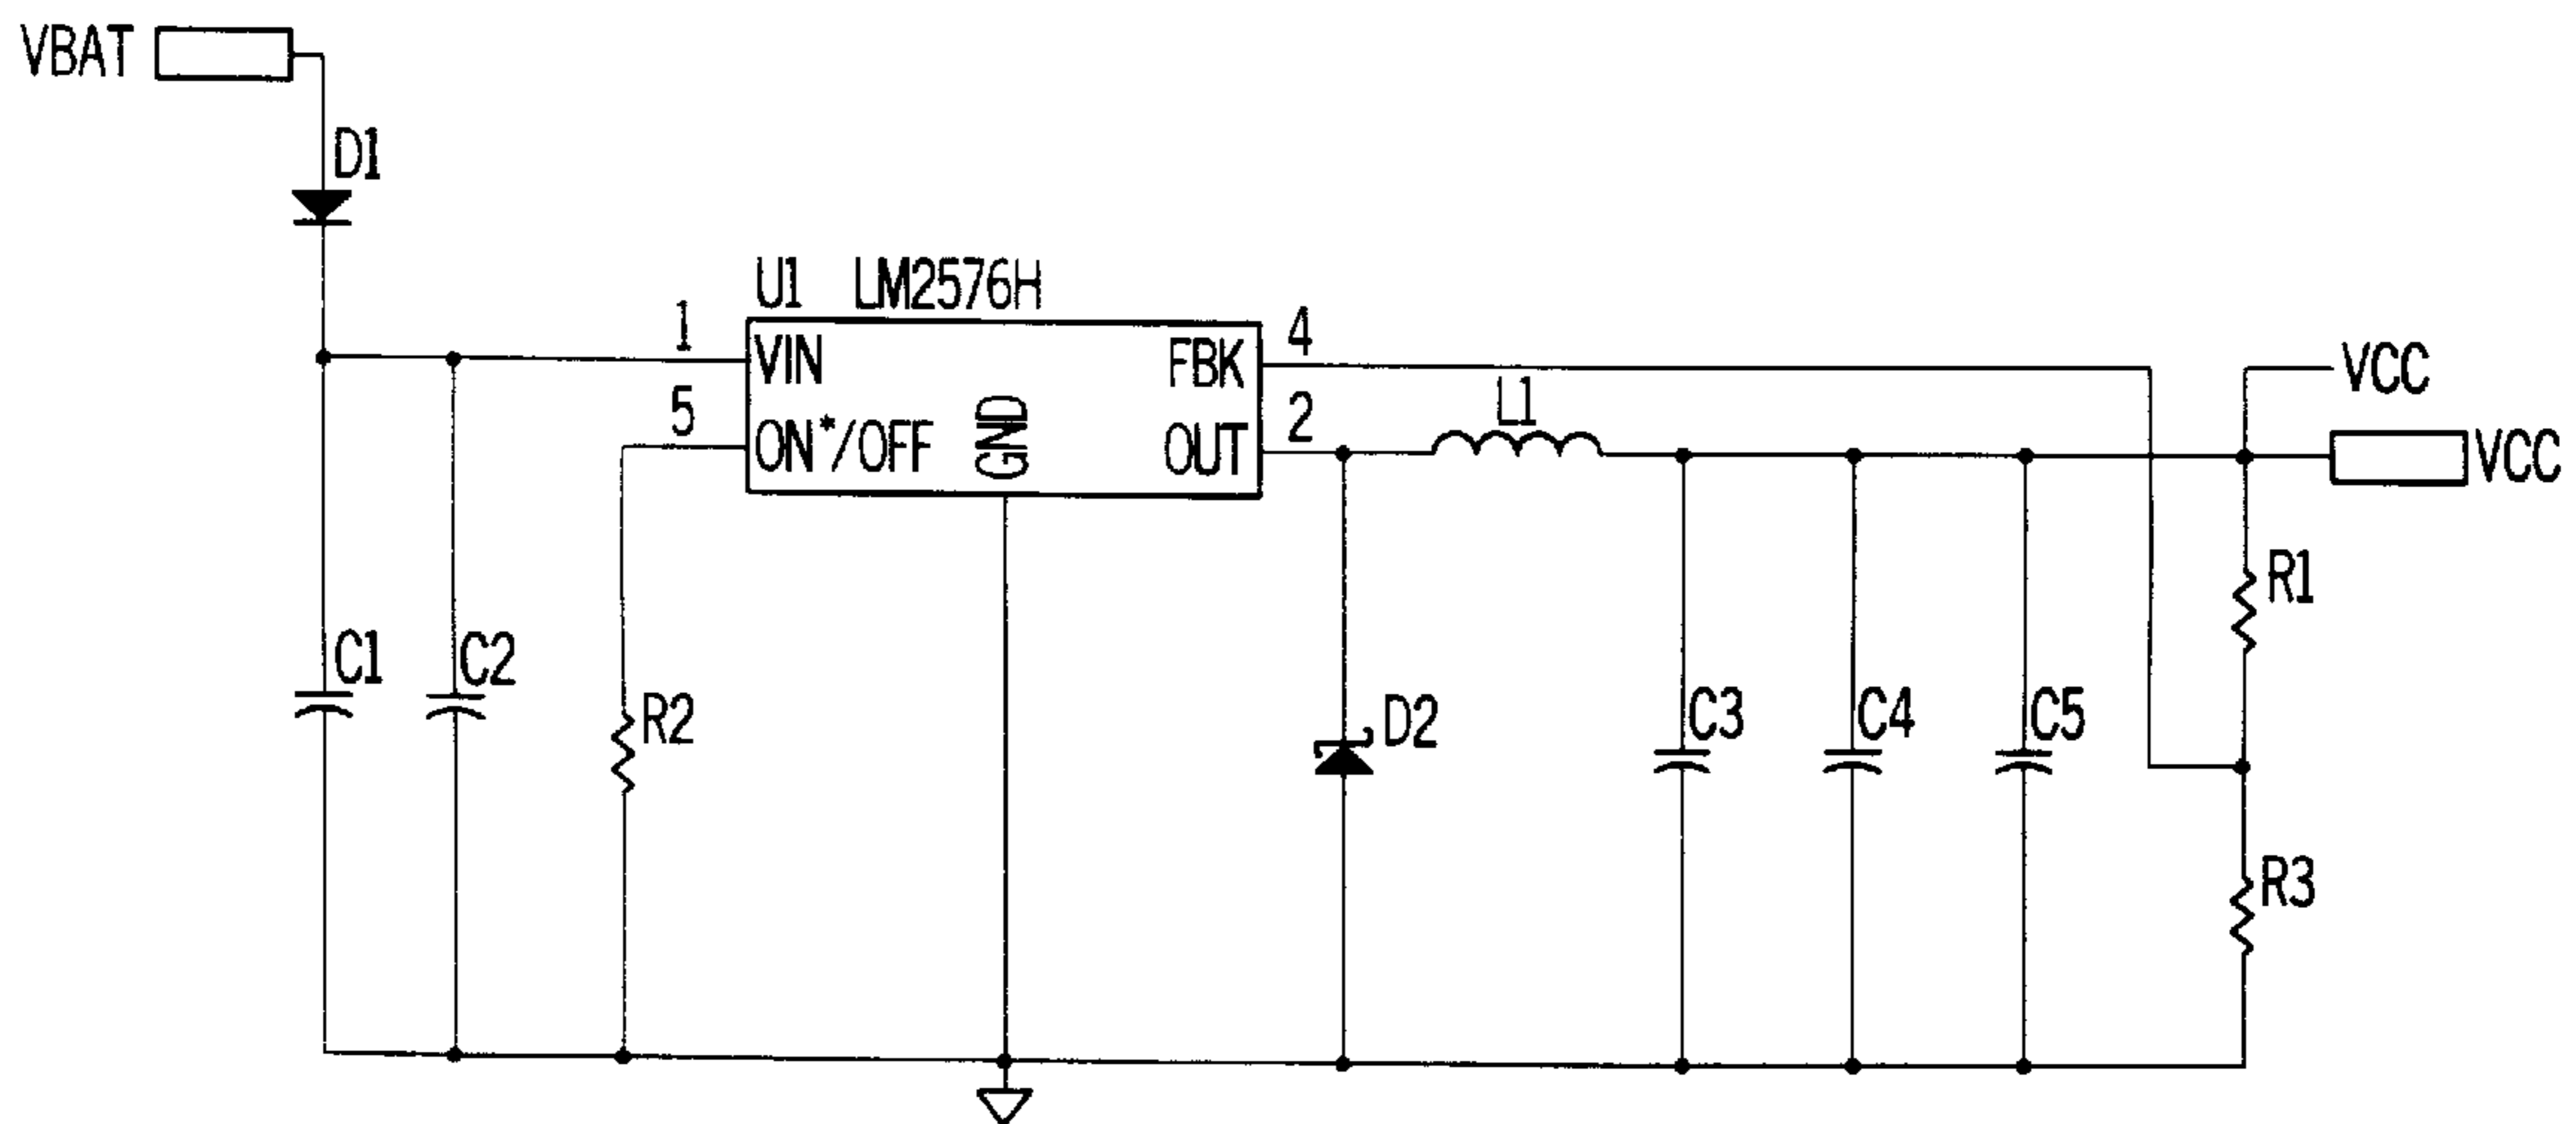 VBAT
D1
U1 LM2576H
1
VIN
FBK
4
VCC
5
ON*/OFF
GND
OUT
2
L1
VCC
R1
C1
C2
R2
D2
C3
C4
C5
R3